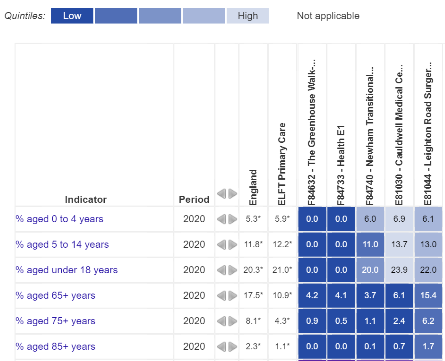 Quintiles: Low High Not applicable
Indicator Period England ELFT Primary Care F84632 - The Greenhouse Walk-... F84733 - Health E1 F84740 - Newham Transitional... E81030 - Cauldwell Medical Ce... E81044 - Leighton Road Surger...
% aged 0 to 4 years 2020 5.3* 5.9* 0.0 0.0 6.0 6.9 6.1
% aged 5 to 14 years 2020 11.8* 12.2* 0.0 0.0 11.0 13.7 13.0
% aged under 18 years 2020 20.3* 21.0* 0.0 0.0 20.0 23.9 22.0
% aged 65+ years 2020 17.5* 10.9* 4.2 4.1 3.7 6.1 15.4
% aged 75+ years 2020 8.1* 4.3* 0.9 0.5 1.1 2.4 6.2
% aged 85+ years 2020 2.3* 1.1* 0.0 0.0 0.1 0.7 1.7